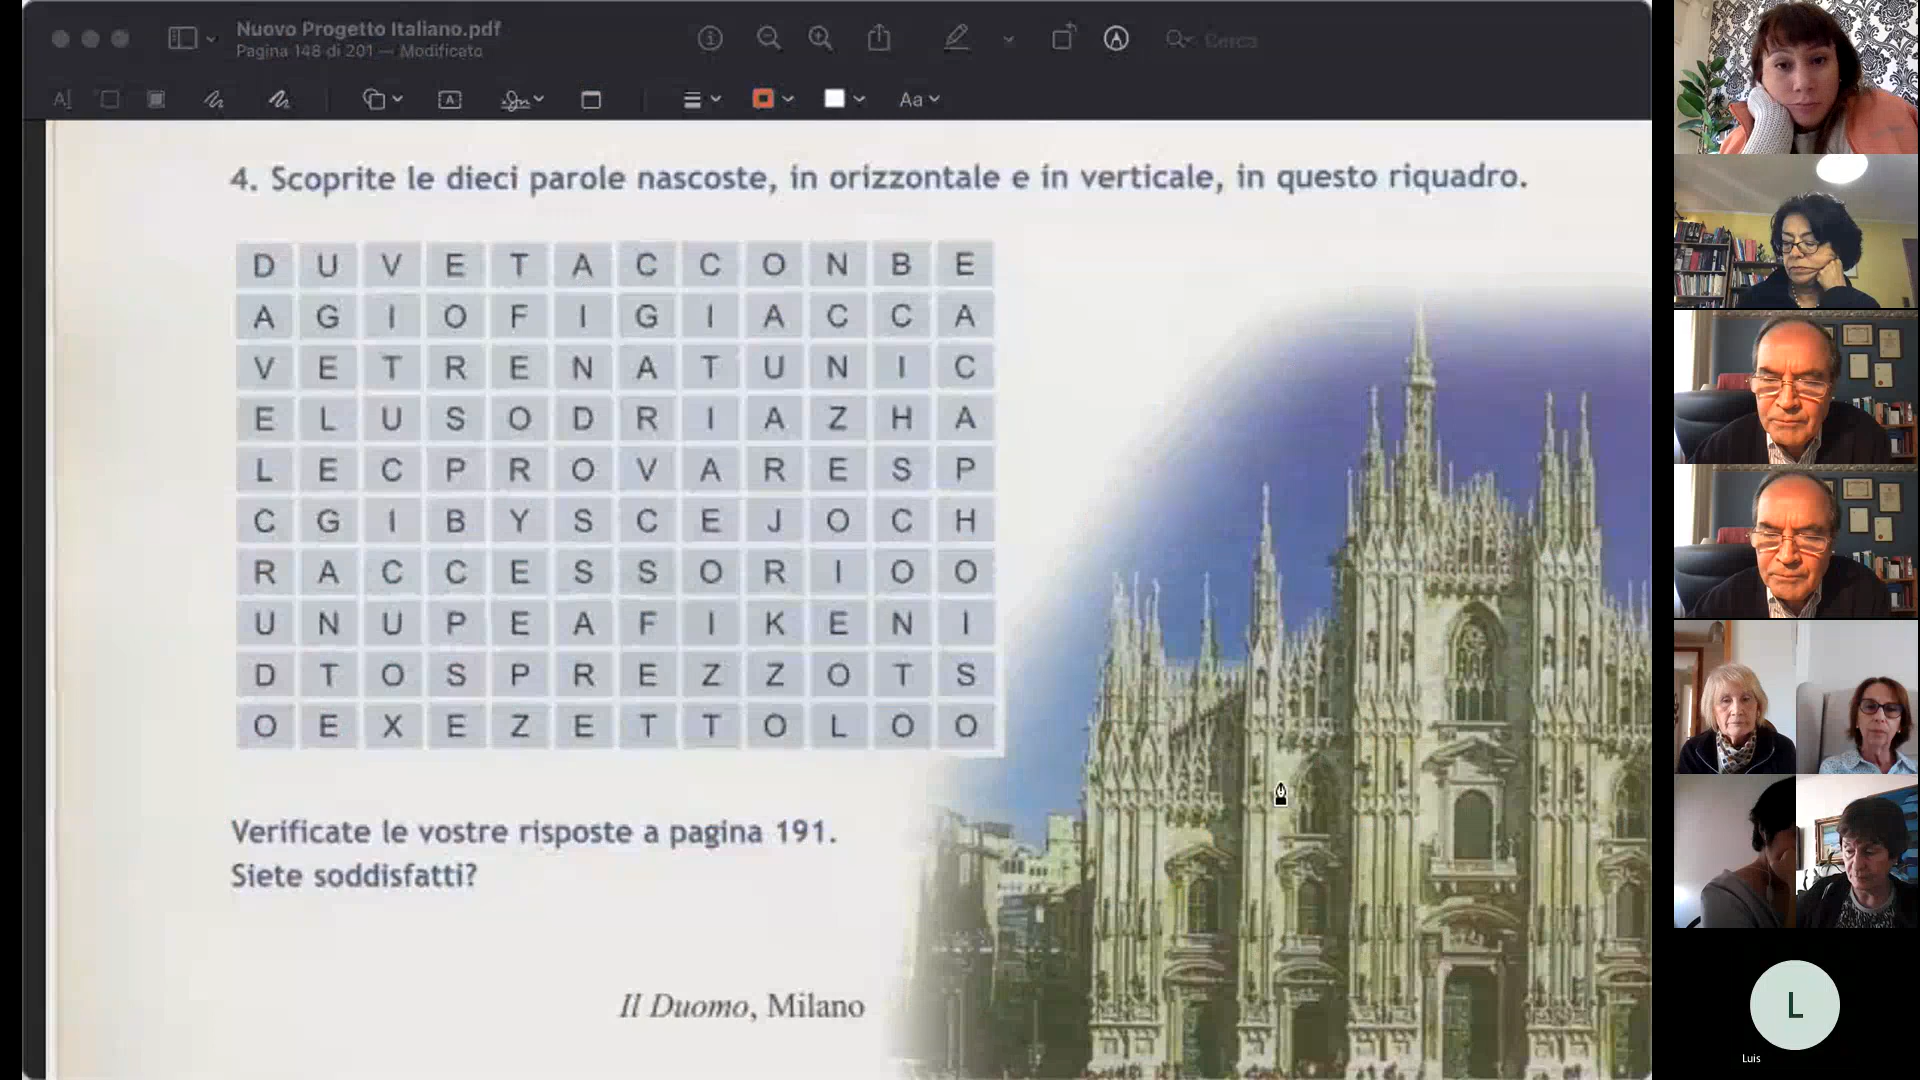 Nuovo Progetto Italiano.pdf
Pagina 148 di 201 — Modificato
Cerca
Aa
4. Scoprite le dieci parole nascoste, in orizzontale e in verticale, in questo riquadro.
D U V E T A C C O N B E
A G I O F I G I A C C A
V E T R E N A T U N I C
E L U S O D R I A Z H A
L E C P R O V A R E S P
C G I B Y S C E J O C H
R A C C E S S O R I O O
U N U P E A F I K E N I
D T O S P R E Z Z O T S
O E X E Z E T T O L O O
Verificate le vostre risposte a pagina 191.
Siete soddisfatti?
Il Duomo, Milano
L
Luis